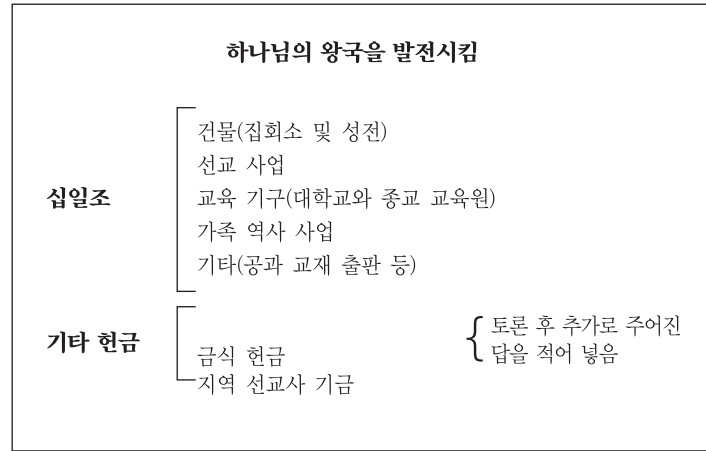 하나님의 왕국을 발전시킴
건물(집회소 및 성전)
선교 사업
십일조
교육 기구(대학교와 종교 교육원)
가족 역사 사업
기타(공과 교재 출판 등)
기타 헌금
금식 헌금
지역 선교사 기금
토론 후 추가로 주어진
답을 적어 넣음